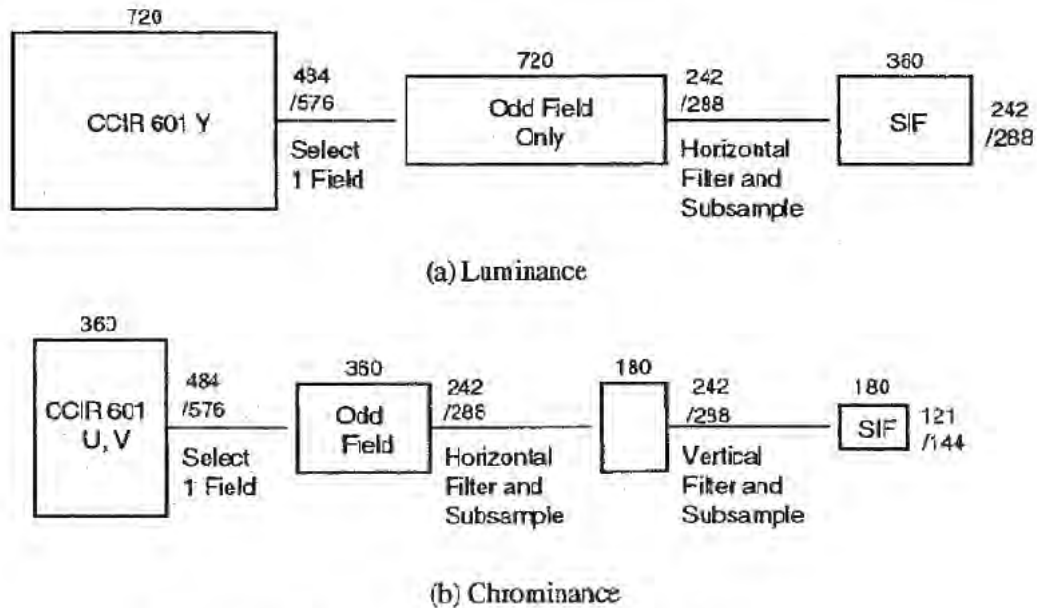 720
CCIR 601 Y
484
/576
Select
1 Field
720
Odd Field
Only
242
/288
Horizontal
Filter and
Subsample
360
SIF
242
/288
(a) Luminance
360
CCIR 601
U, V
484
/576
Select
1 Field
360
Odd
Field
242
/288
Horizontal
Filter and
Subsample
180
242
/288
Vertical
Filter and
Subsample
180
SIF
121
/144
(b) Chrominance